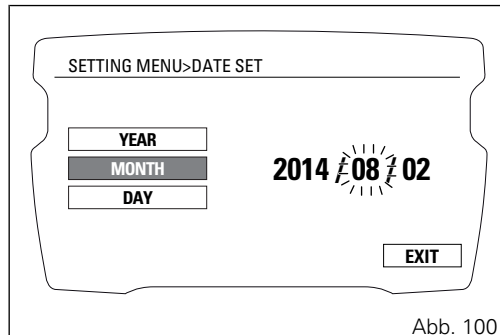 SETTING MENU>DATE SET
YEAR
MONTH
DAY
2014 / 08 / 02
EXIT
Abb. 100